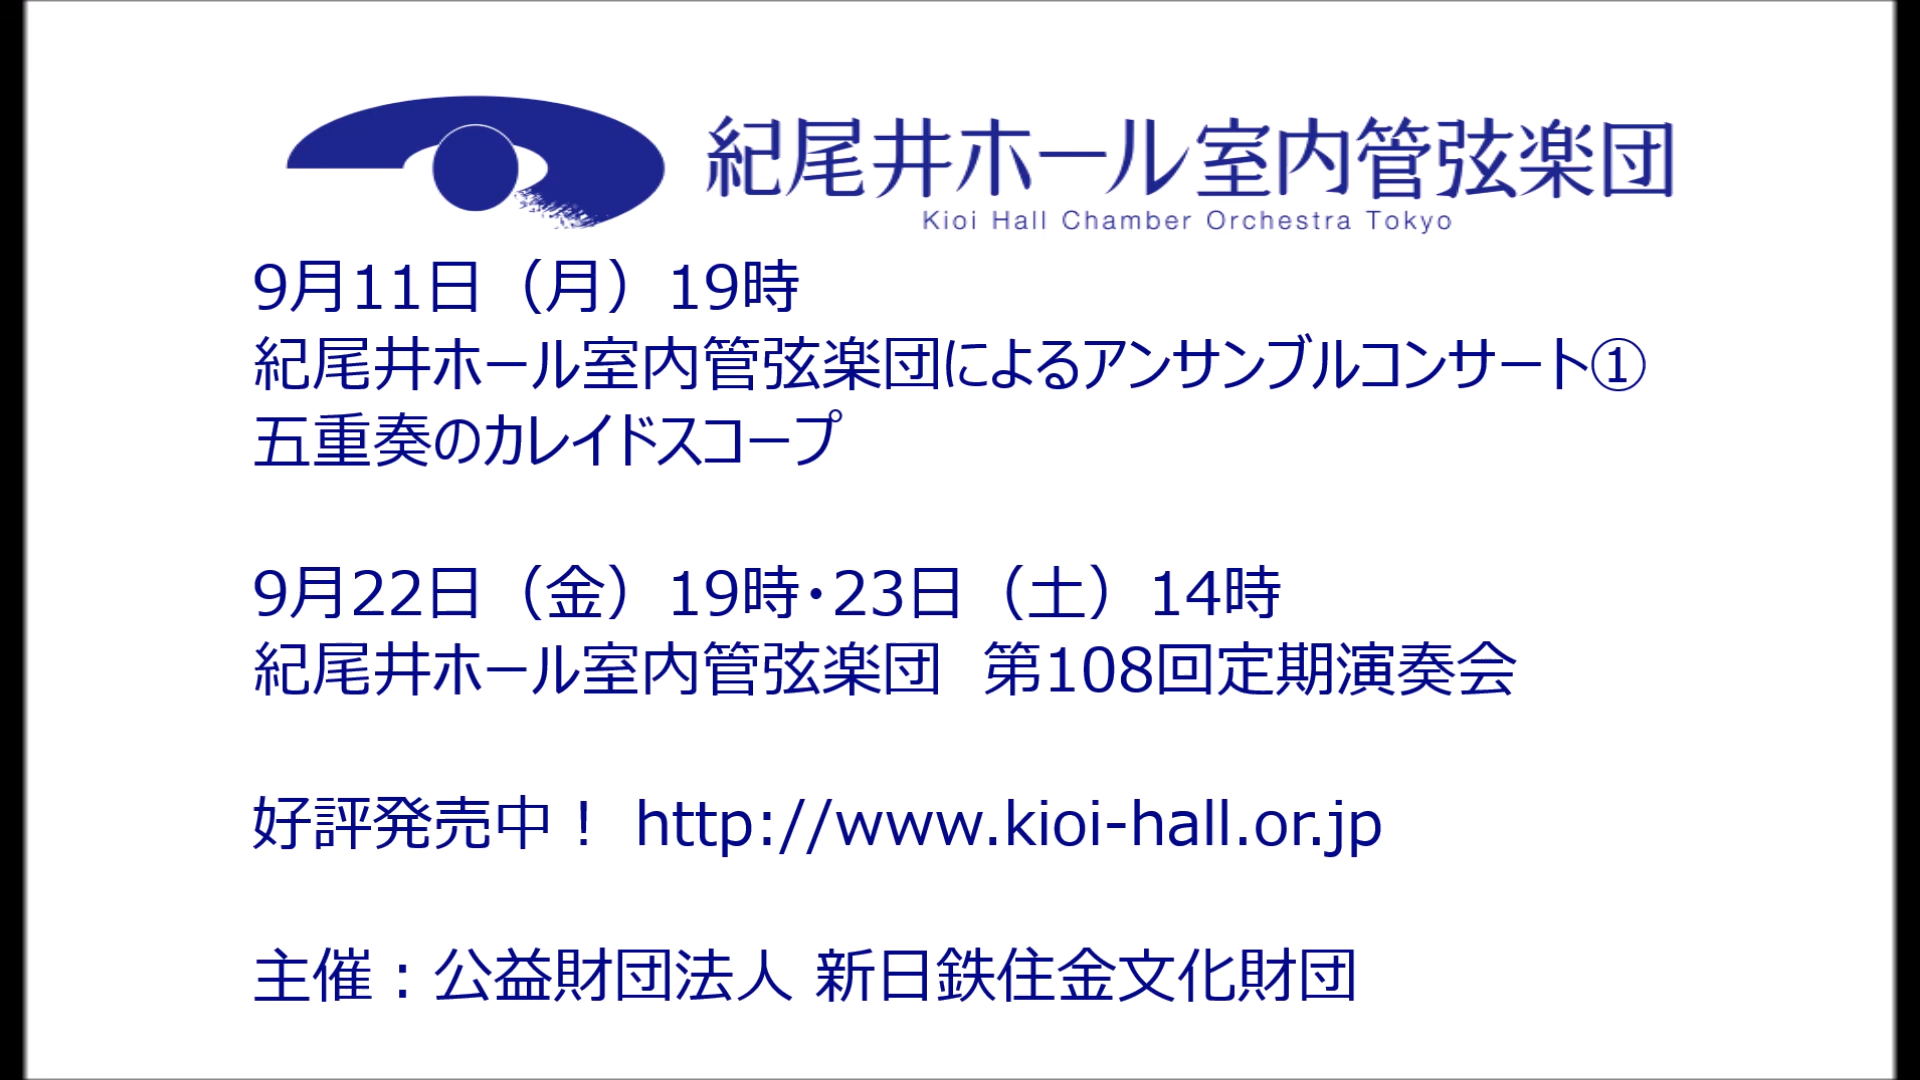 紀尾井ホール室内管弦楽団
Kioi Hall Chamber Orchestra Tokyo
9月11日（月）19時
紀尾井ホール室内管弦楽団によるアンサンブルコンサート①
五重奏のカレイドスコープ
9月22日（金）19時･23日（土）14時
紀尾井ホール室内管弦楽団　第108回定期演奏会
好評発売中！ http://www.kioi-hall.or.jp
主催：公益財団法人 新日鉄住金文化財団